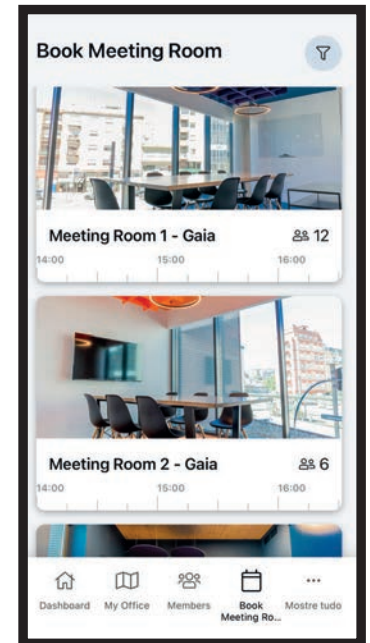 Book Meeting Room
Meeting Room 1 - Gaia 12
14:00 15:00 16:00
Meeting Room 2 - Gaia 6
14:00 15:00 16:00
Dashboard My Office Members Book Meeting Ro... Mostre tudo